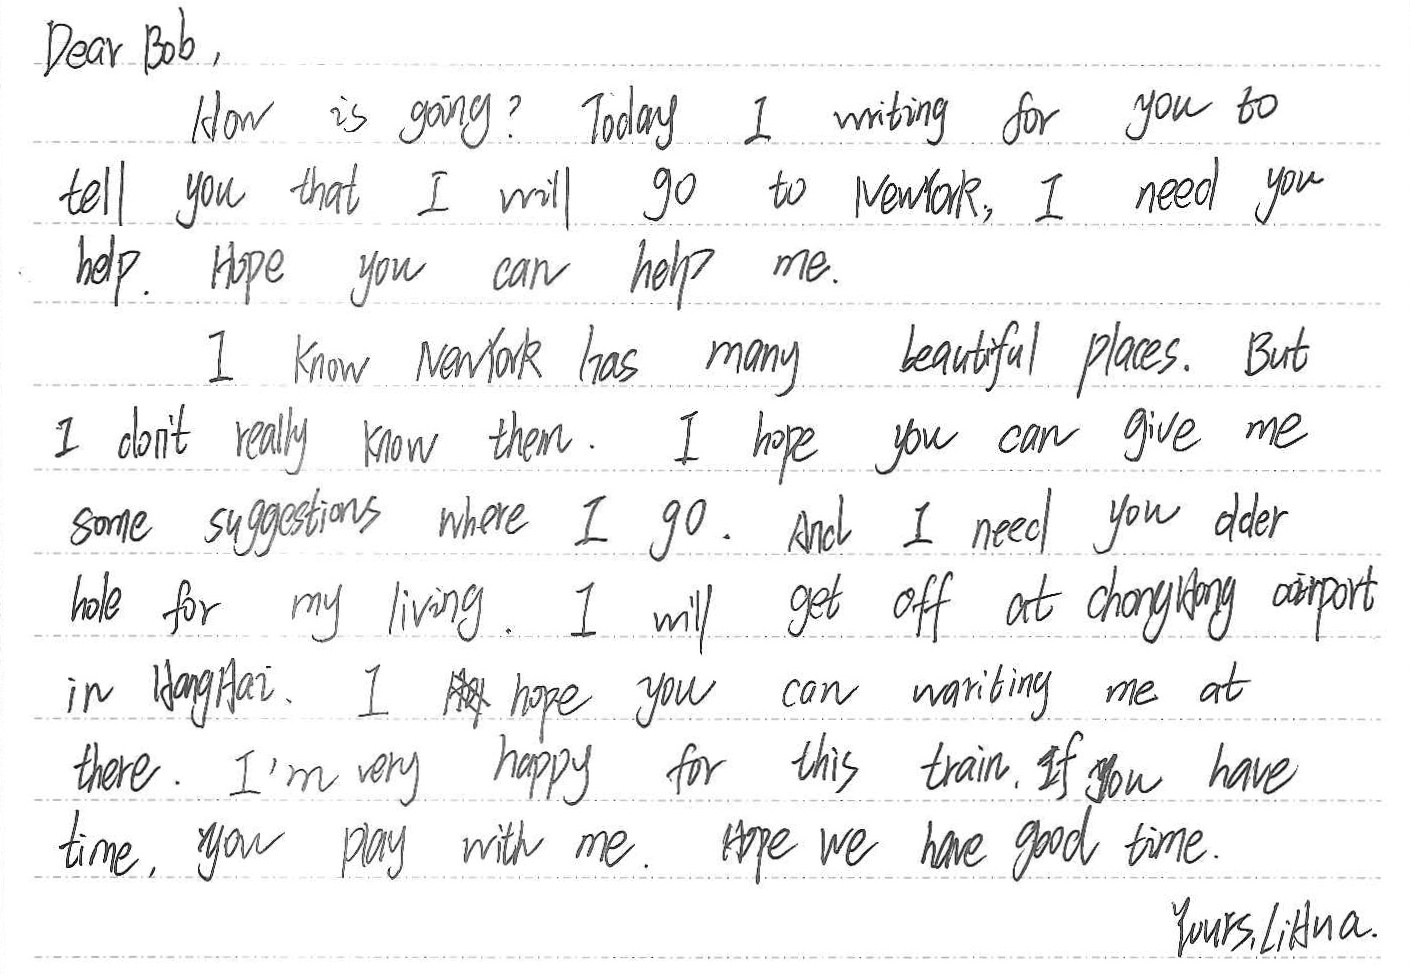 Dear Bob,
How is going? Today I writing for you to
tell you that I will go to NewYork, I need you
help. Hope you can help me.
I know NewYork has many beautiful places. But
I don't really know them. I hope you can give me
some suggestions where I go. And I need you dder
hole for my living. I will get off at chongHong airport
in HangHai. I hope you can wariting me at
there. I'm very happy for this train. If you have
time, you play with me. Hope we have good time.
Yours, LiHua.